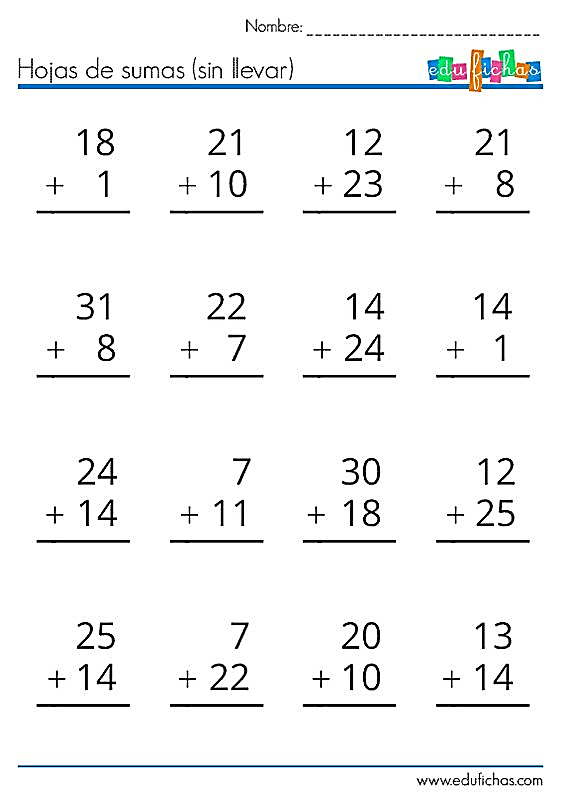 Nombre:
Hojas de sumas (sin llevar)
edufichas
18 21 12 21
+ 1 + 10 + 23 + 8
31 22 14 14
+ 8 + 7 + 24 + 1
24 7 30 12
+ 14 + 11 + 18 + 25
25 7 20 13
+ 14 + 22 + 10 + 14
www.edufichas.com